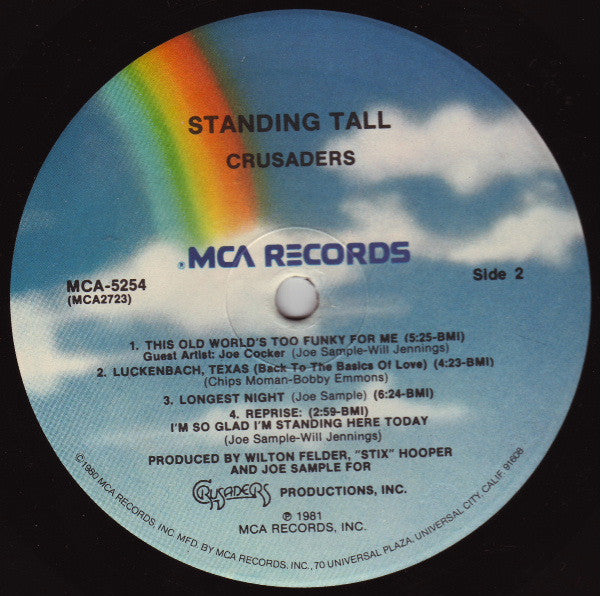 STANDING TALL
CRUSADERS
®MCA RECORDS
MCA-5254
(MCA2723)
Side 2
1. THIS OLD WORLD'S TOO FUNKY FOR ME (5:25-BMI)
Guest Artist: Joe Cocker (Joe Sample-Will Jennings)
2. LUCKENBACH, TEXAS (Back To The Basics Of Love) (4:23-BMI)
(Chips Moman-Bobby Emmons)
3. LONGEST NIGHT (Joe Sample) (6:24-BMI)
4. REPRISE: (2:59-BMI)
I'M SO GLAD I'M STANDING HERE TODAY
(Joe Sample-Will Jennings)
PRODUCED BY WILTON FELDER, "STIX" HOOPER
AND JOE SAMPLE FOR
CRUSADERS PRODUCTIONS, INC.
℗ 1981
MCA RECORDS, INC.
©1980 MCA RECORDS, INC. MFD. BY MCA RECORDS, INC., 70 UNIVERSAL PLAZA, UNIVERSAL CITY, CALIF. 91608